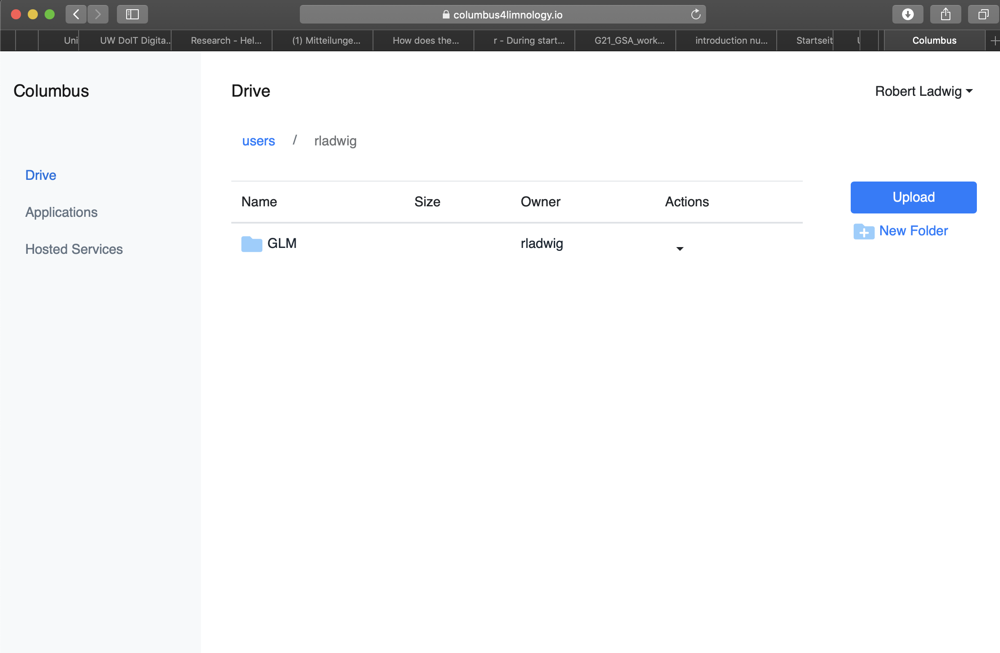 columbus4limnology.io
Uni
UW DoIT Digita..
Research - Hel...
(1) Mitteilunge...
How does the...
r - During start...
G21_GSA_work...
introduction nu...
Startseit
Columbus
Columbus
Drive
Robert Ladwig
users / rladwig
Drive
Applications
Hosted Services
Name Size Owner Actions
GLM rladwig
Upload
New Folder